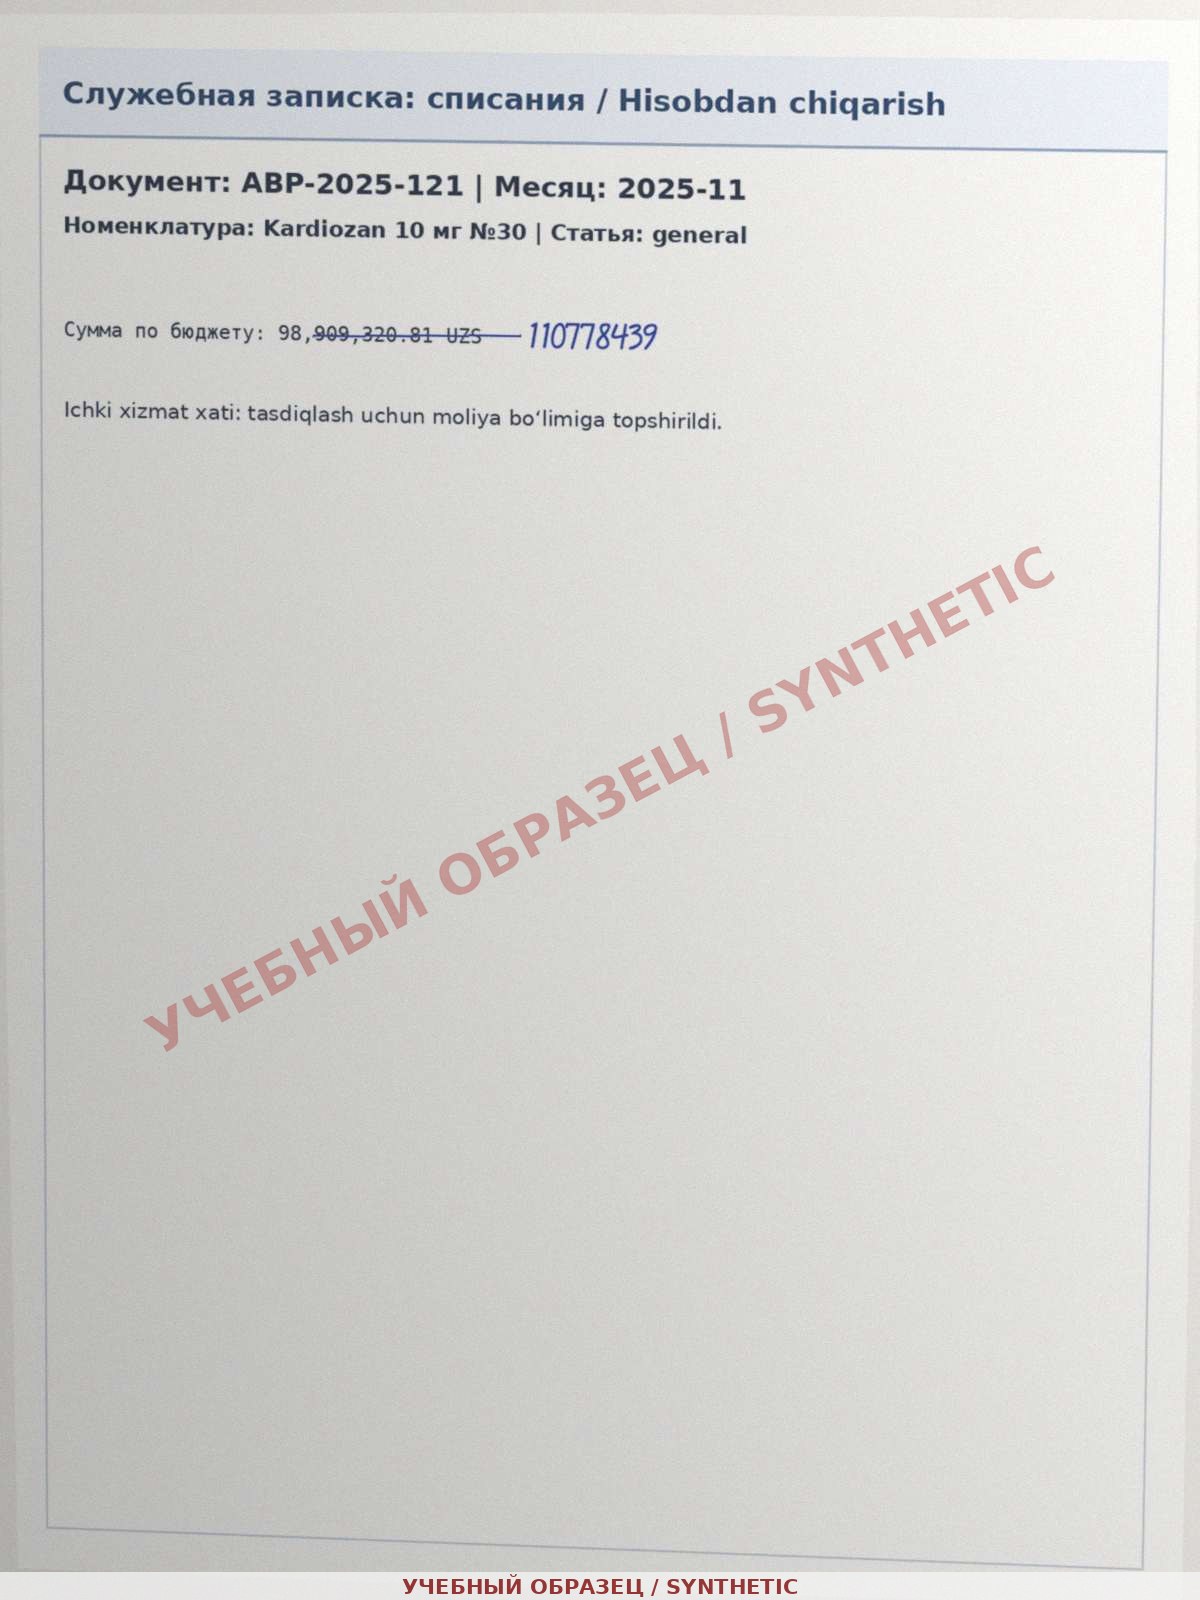 Служебная записка: списания / Hisobdan chiqarish
Документ: АВР-2025-121 | Месяц: 2025-11
Номенклатура: Kardiozan 10 мг №30 | Статья: general
Сумма по бюджету: 98,909,320.81 UZS 110778439
Ichki xizmat xati: tasdiqlash uchun moliya bo‘limiga topshirildi.
УЧЕБНЫЙ ОБРАЗЕЦ / SYNTHETIC
УЧЕБНЫЙ ОБРАЗЕЦ / SYNTHETIC